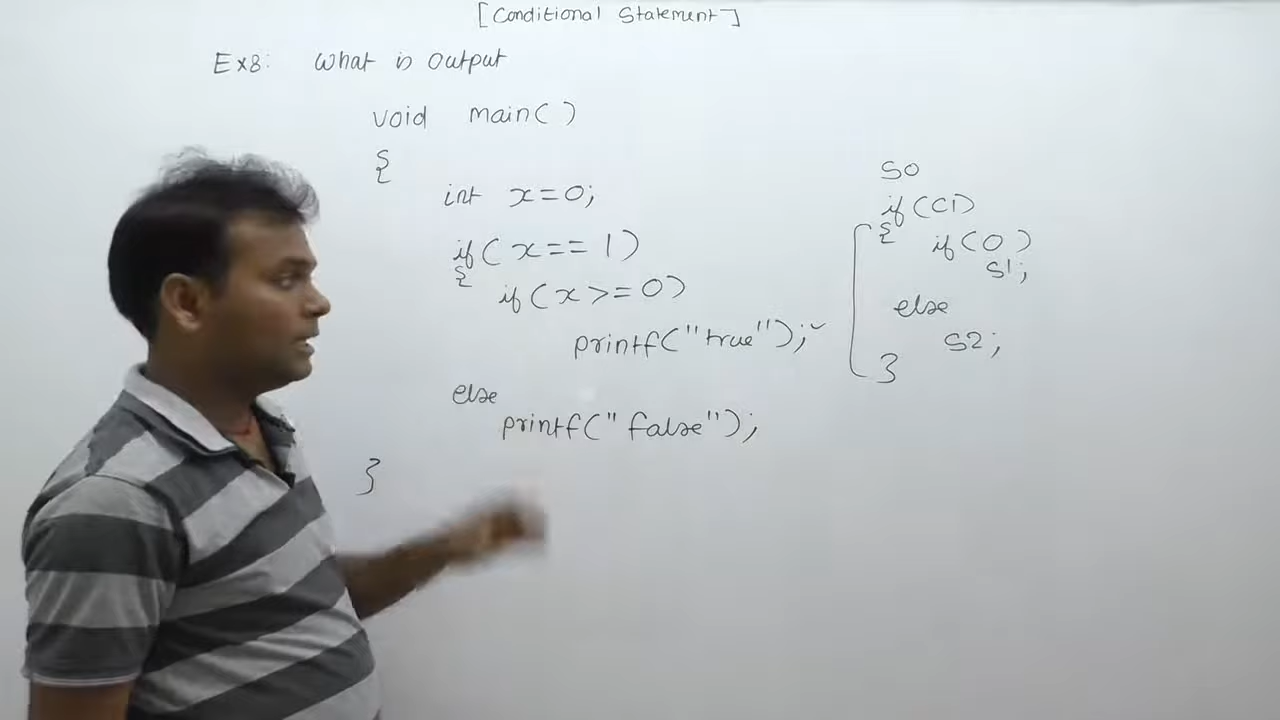 [Conditional Statement]
Ex8: What is output
void main( )
{
int x=0;
if( x== 1)
{
if( x >= 0)
printf("true");
else
printf(" false");
}
So
if(C1)
{
if(0)
S1;
else
S2;
}